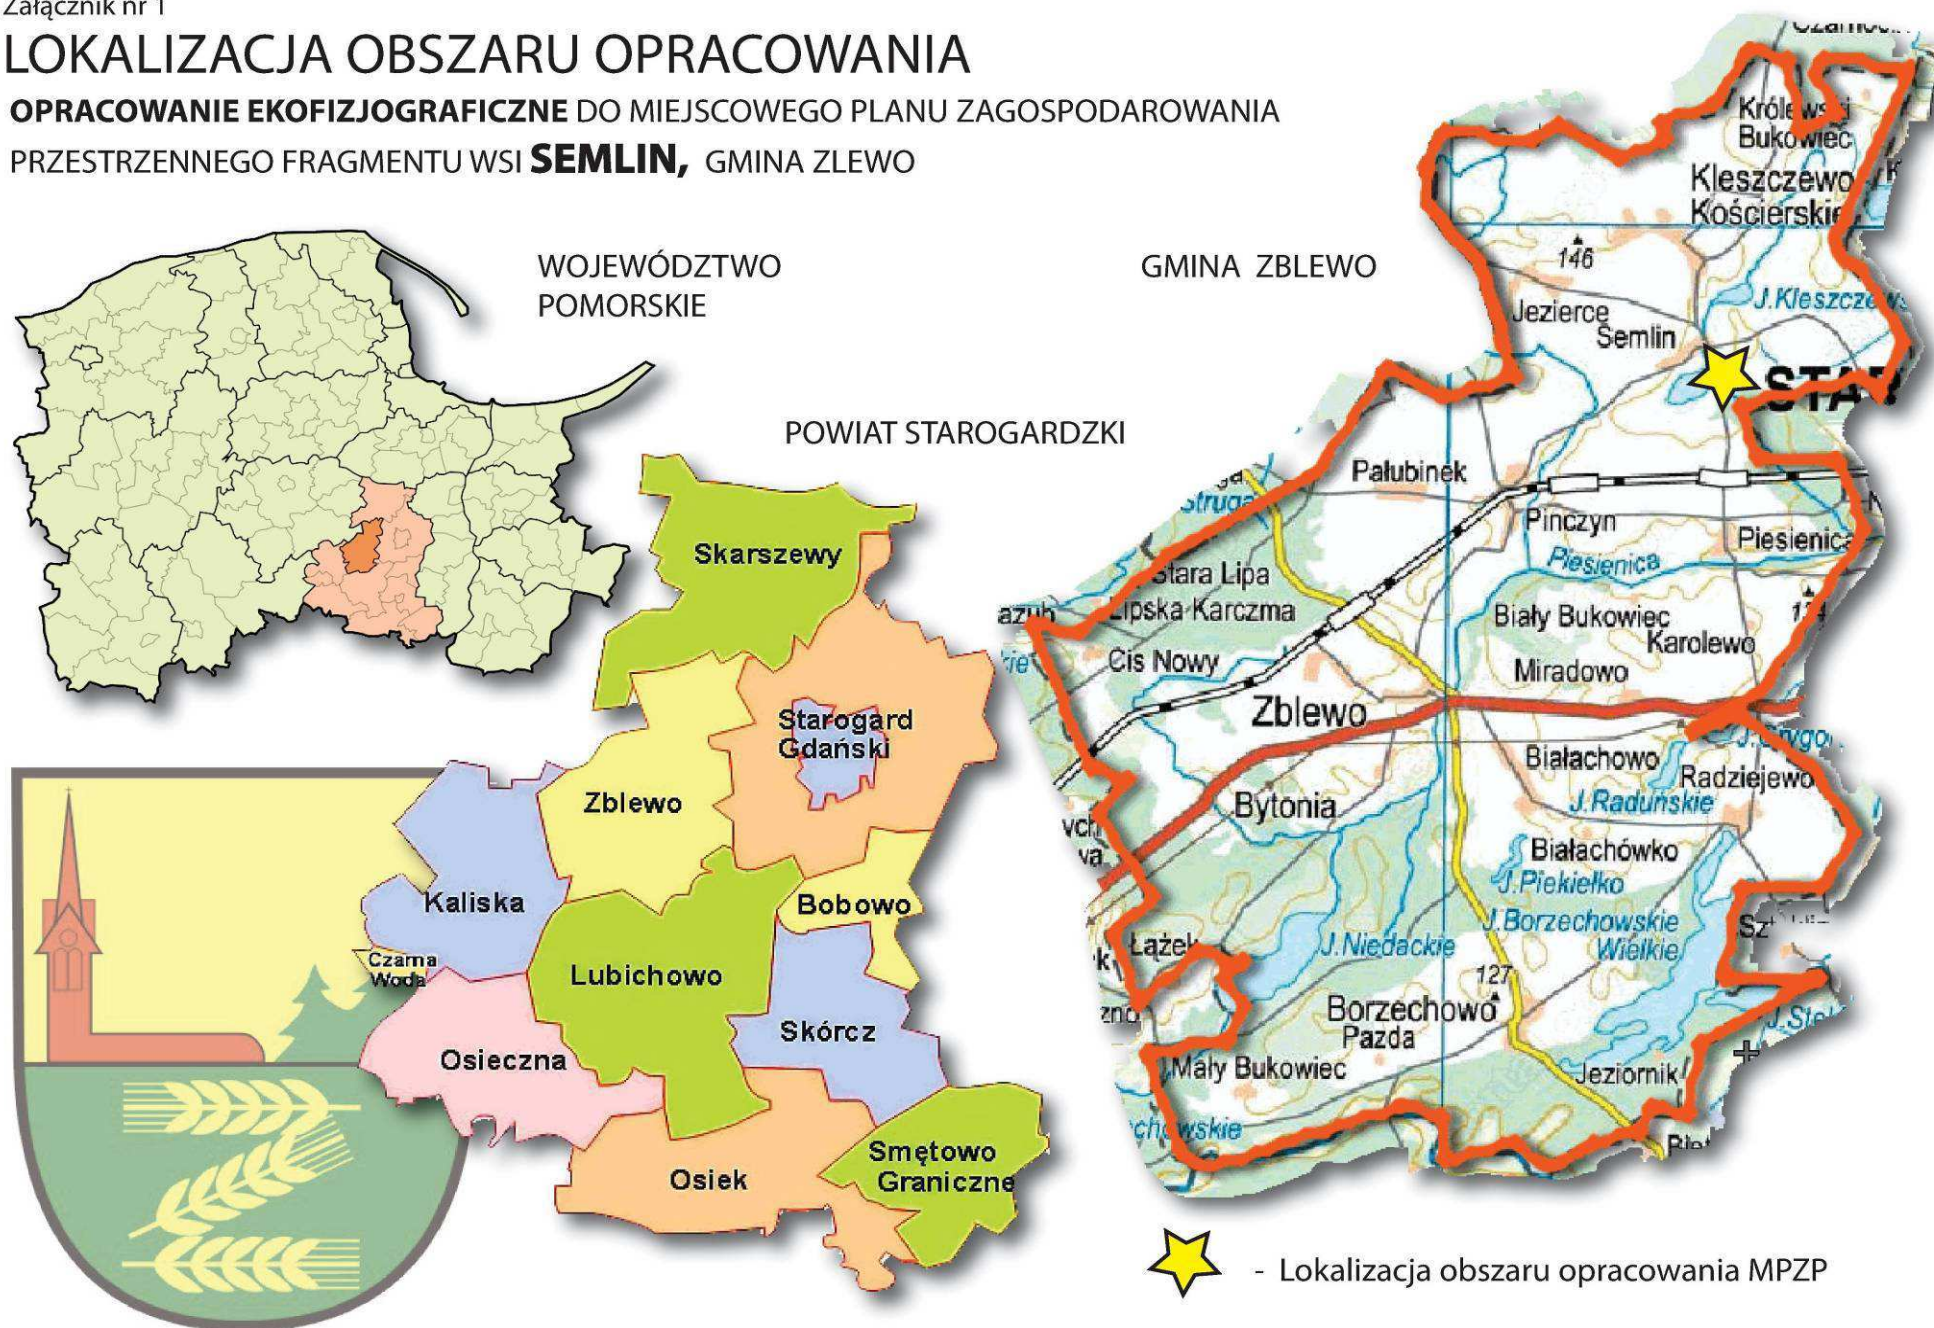 Załącznik nr 1
LOKALIZACJA OBSZARU OPRACOWANIA
OPRACOWANIE EKOFIZJOGRAFICZNE DO MIEJSCOWEGO PLANU ZAGOSPODAROWANIA
PRZESTRZENNEGO FRAGMENTU WSI SEMLIN, GMINA ZLEWO
WOJEWÓDZTWO
POMORSKIE
GMINA ZBLEWO
POWIAT STAROGARDZKI
Skarszewy
Starogard
Gdański
Zblewo
Kaliska
Bobowo
Czarna
Woda
Lubichowo
Skórcz
Osieczna
Osiek
Smętowo
Graniczne
Królewski
Bukowiec
Kleszczewo
Kościerskie
146
J.Kleszczews
Jezierce
Semlin
STAR
Pałubinek
Struga
Pinczyn
Piesienica
Piesienica
Stara Lipa
Lipska Karczma
Biały Bukowiec
Karolewo
Cis Nowy
Miradowo
Zblewo
Białachowo
Radziejewo
J.Raduńskie
Bytonia
Białachówko
J.Piekiełko
J.Borzechowskie
Wielkie
Łążek
J.Niedackie
127
Borzechowo
Pazda
Mały Bukowiec
Jeziornik
chowskie
- Lokalizacja obszaru opracowania MPZP